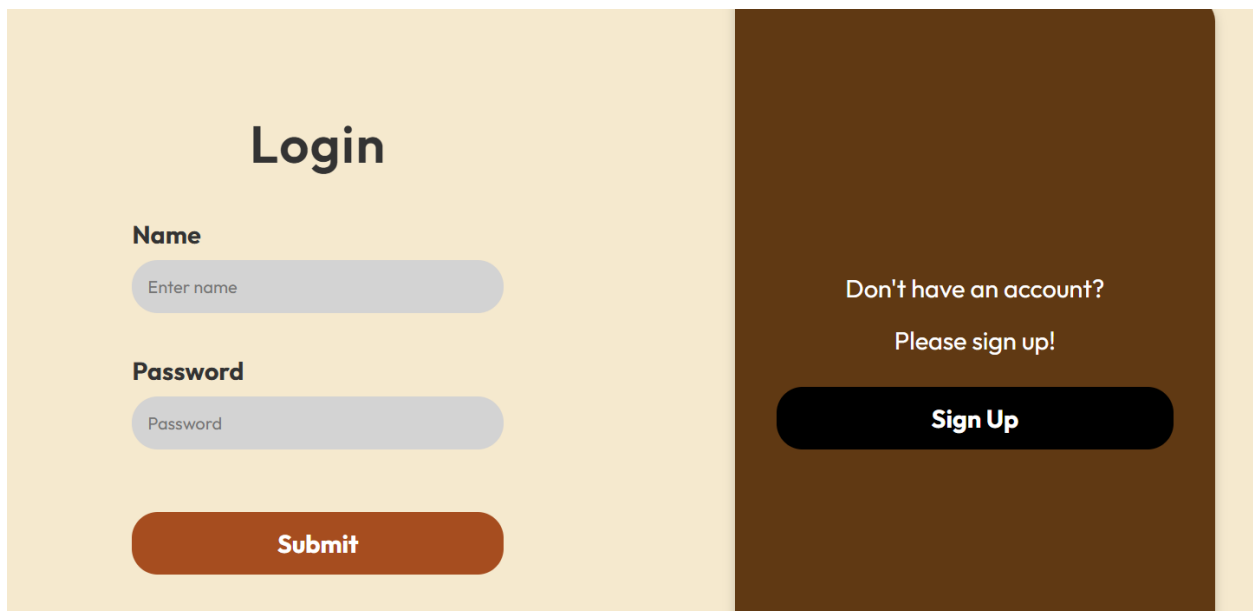 Login
Name
Enter name
Password
Password
Submit
Don't have an account?
Please sign up!
Sign Up